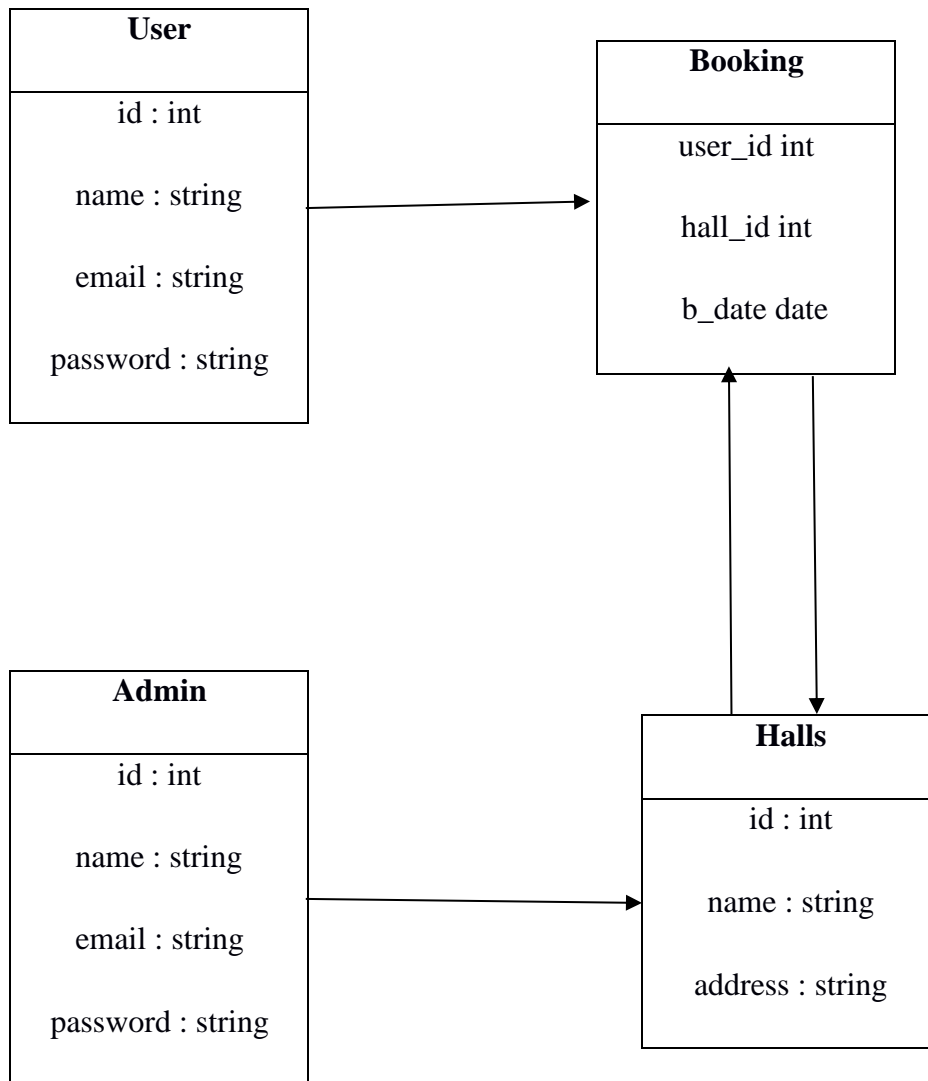 User
id : int
name : string
email : string
password : string
Booking
user_id int
hall_id int
b_date date
Admin
id : int
name : string
email : string
password : string
Halls
id : int
name : string
address : string